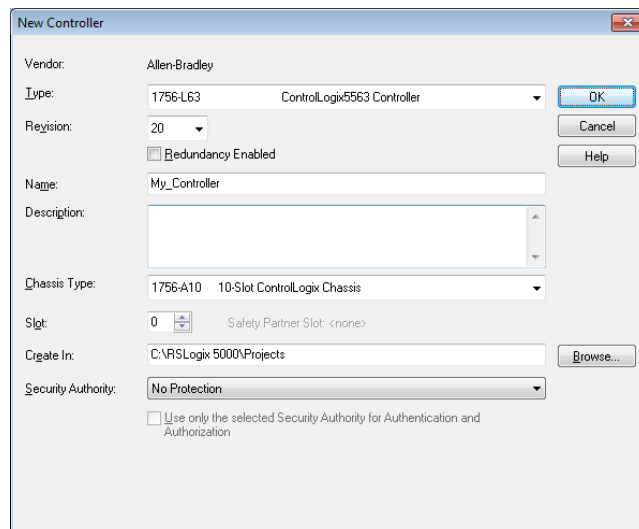 New Controller
Vendor: Allen-Bradley
Type: 1756-L63 ControlLogix5563 Controller OK
Revision: 20 Cancel
Redundancy Enabled Help
Name: My_Controller
Description:
Chassis Type: 1756-A10 10-Slot ControlLogix Chassis
Slot: 0 Safety Partner Slot: <none>
Create In: C:\RSLogix 5000\Projects Browse...
Security Authority: No Protection
Use only the selected Security Authority for Authentication and
Authorization